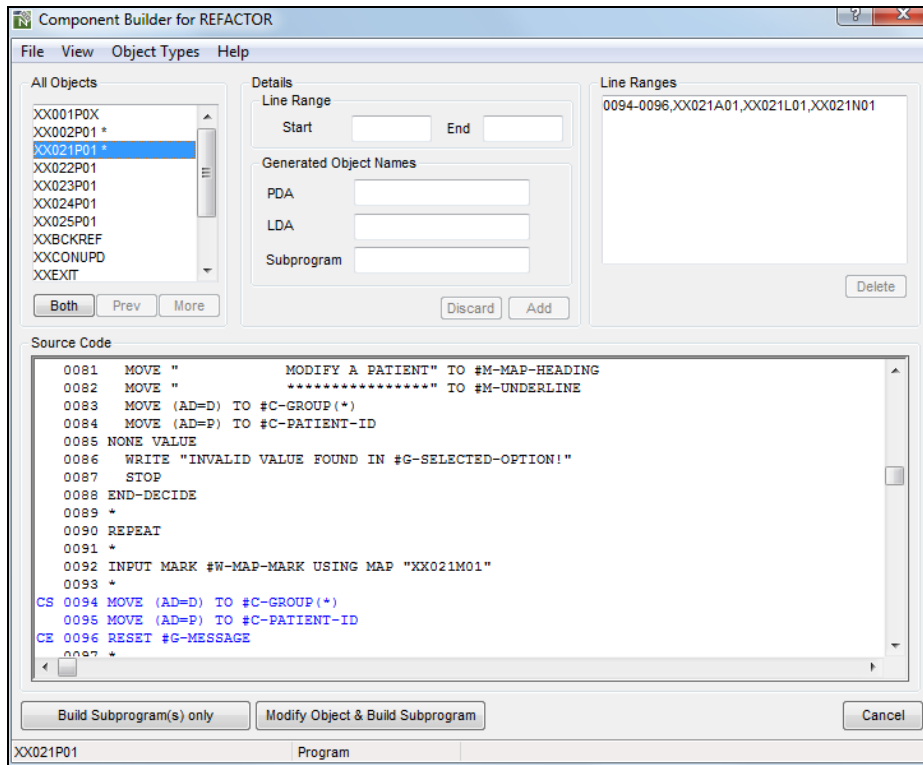 Component Builder for REFACTOR
? X
File View Object Types Help
All Objects
XX001P0X
XX002P01 *
XX021P01 *
XX022P01
XX023P01
XX024P01
XX025P01
XXBCKREF
XXCONUPD
XXEXIT
Both Prev More
Details
Line Range
Start End
Generated Object Names
PDA
LDA
Subprogram
Discard Add
Line Ranges
0094-0096,XX021A01,XX021L01,XX021N01
Delete
Source Code
0081 MOVE " MODIFY A PATIENT" TO #M-MAP-HEADING
0082 MOVE " ****************" TO #M-UNDERLINE
0083 MOVE (AD=D) TO #C-GROUP(*)
0084 MOVE (AD=P) TO #C-PATIENT-ID
0085 NONE VALUE
0086 WRITE "INVALID VALUE FOUND IN #G-SELECTED-OPTION!"
0087 STOP
0088 END-DECIDE
0089 *
0090 REPEAT
0091 *
0092 INPUT MARK #W-MAP-MARK USING MAP "XX021M01"
0093 *
CS 0094 MOVE (AD=D) TO #C-GROUP(*)
0095 MOVE (AD=P) TO #C-PATIENT-ID
CE 0096 RESET #G-MESSAGE
0097 *
Build Subprogram(s) only Modify Object & Build Subprogram Cancel
XX021P01 Program